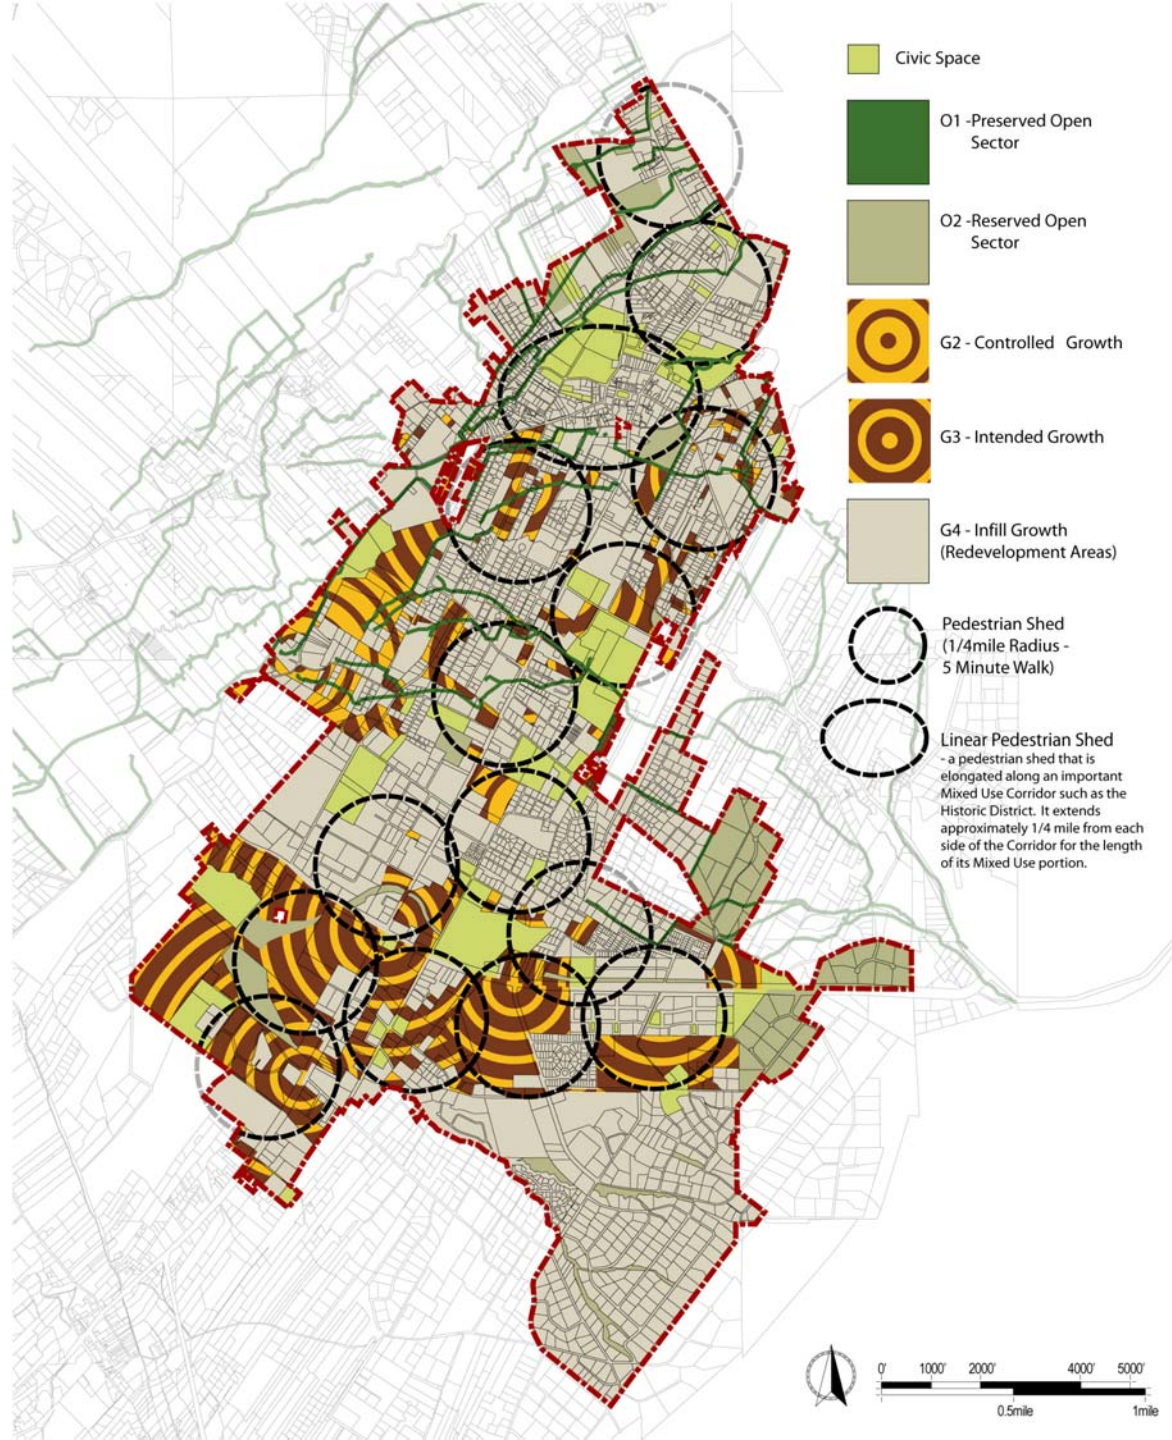 Civic Space
O1 -Preserved Open
Sector
O2 -Reserved Open
Sector
G2 - Controlled Growth
G3 - Intended Growth
G4 - Infill Growth
(Redevelopment Areas)
Pedestrian Shed
(1/4mile Radius -
5 Minute Walk)
Linear Pedestrian Shed
- a pedestrian shed that is
elongated along an important
Mixed Use Corridor such as the
Historic District. It extends
approximately 1/4 mile from each
side of the Corridor for the length
of its Mixed Use portion.
0' 1000' 2000' 4000' 5000'
0.5mile 1mile